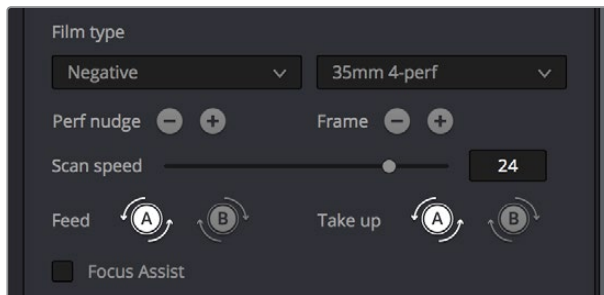 Film type
Negative 35mm 4-perf
Perf nudge - + Frame - +
Scan speed 24
Feed A B Take up A B
Focus Assist